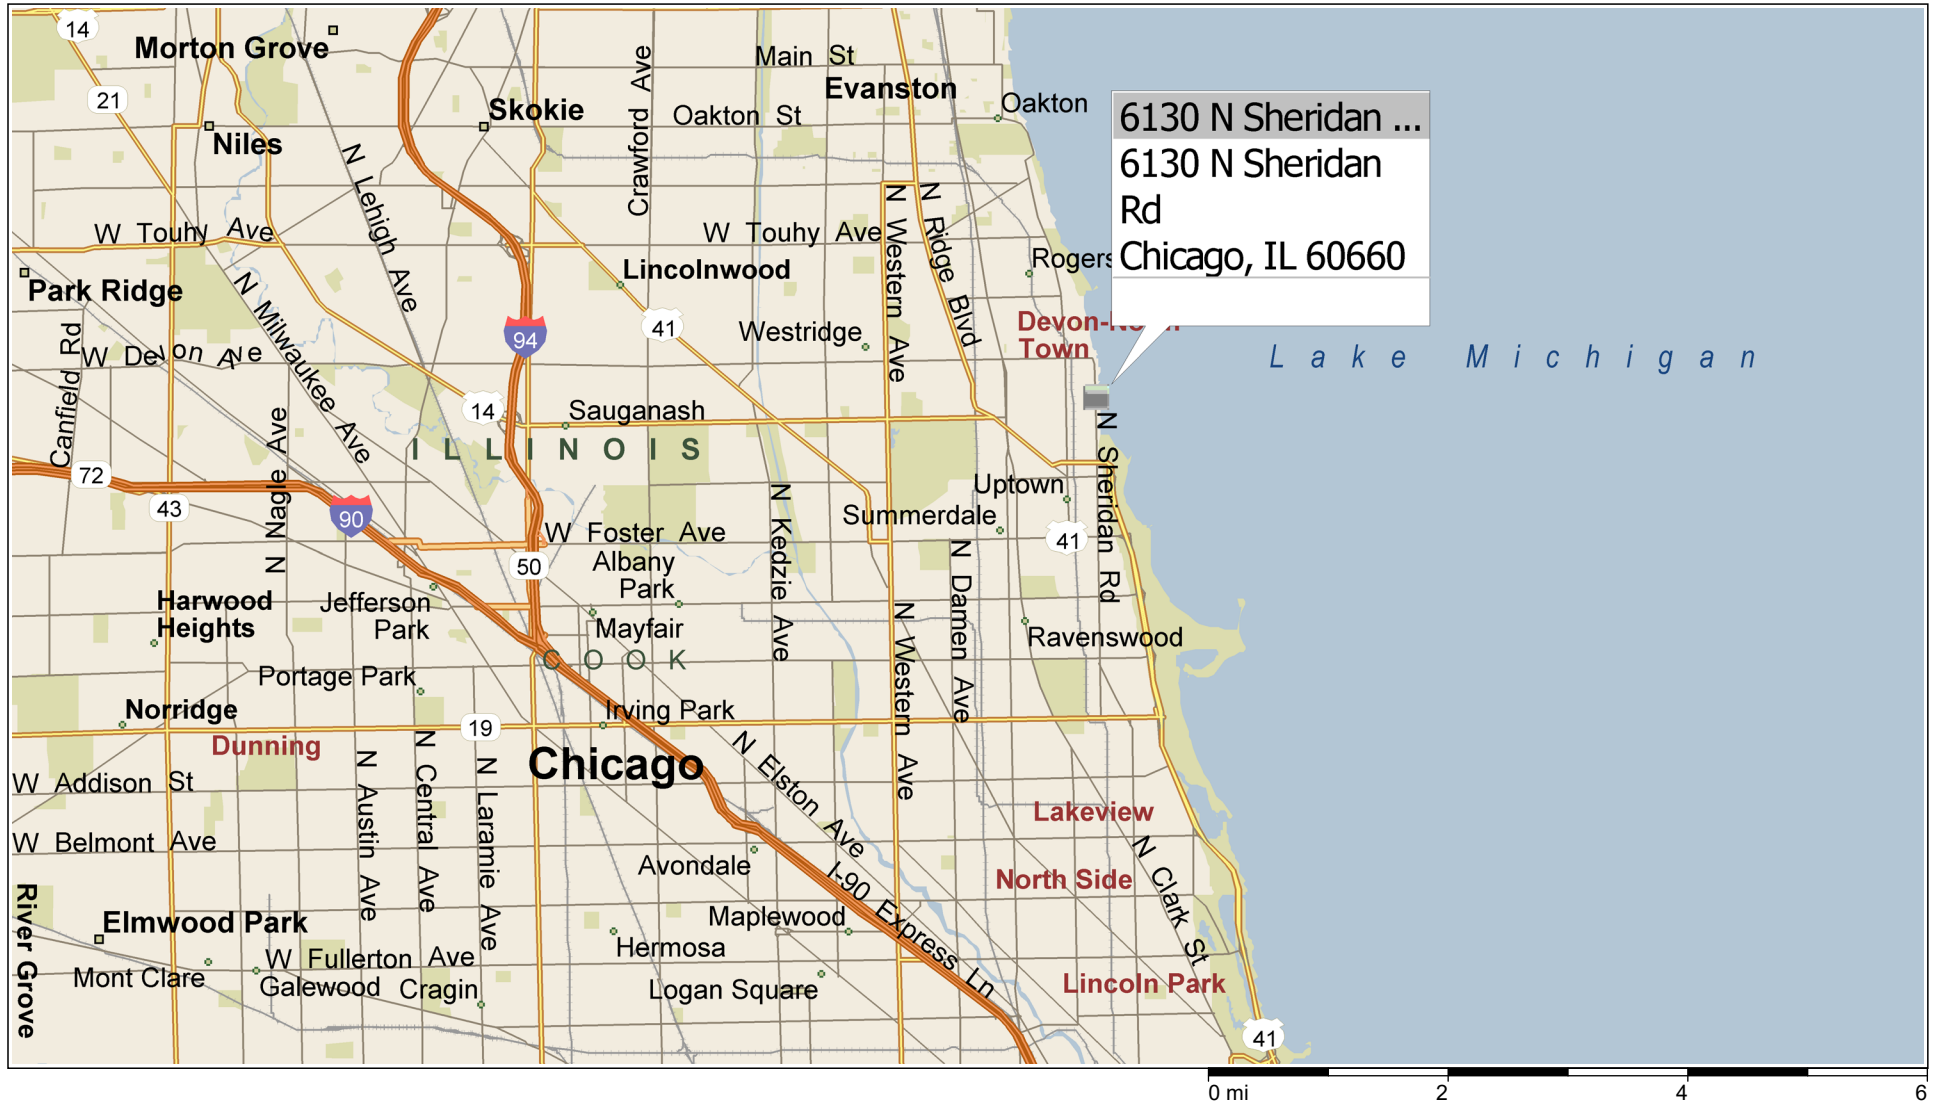 14
Morton Grove
Main St
Evanston
21
Skokie
Crawford Ave
Oakton St
Oakton
6130 N Sheridan ...
6130 N Sheridan
Rd
Chicago, IL 60660
Niles
N Lehigh Ave
W Touhy Ave
W Touhy Ave
N Western Ave
N Ridge Blvd
Rogers
Lincolnwood
Park Ridge
N Milwaukee Ave
41
94
Westridge
Devon-North
Town
Lake Michigan
Canfield Rd
W Devon Ave
14
Sauganash
ILLINOIS
N Nagle Ave
N Sheridan Rd
72
43
90
Uptown
Summerdale
N Kedzie Ave
41
W Foster Ave
50
Albany
Park
N Damen Ave
Harwood
Heights
Jefferson
Park
Mayfair
N Western Ave
Ravenswood
COOK
Portage Park
Norridge
Irving Park
19
Dunning
Chicago
N Elston Ave
W Addison St
N Austin Ave
N Central Ave
N Laramie Ave
Lakeview
W Belmont Ave
Avondale
I-90 Express Ln
North Side
N Clark St
River Grove
Elmwood Park
Maplewood
Hermosa
W Fullerton Ave
Mont Clare
Galewood
Cragin
Logan Square
Lincoln Park
41
0 mi
2
4
6